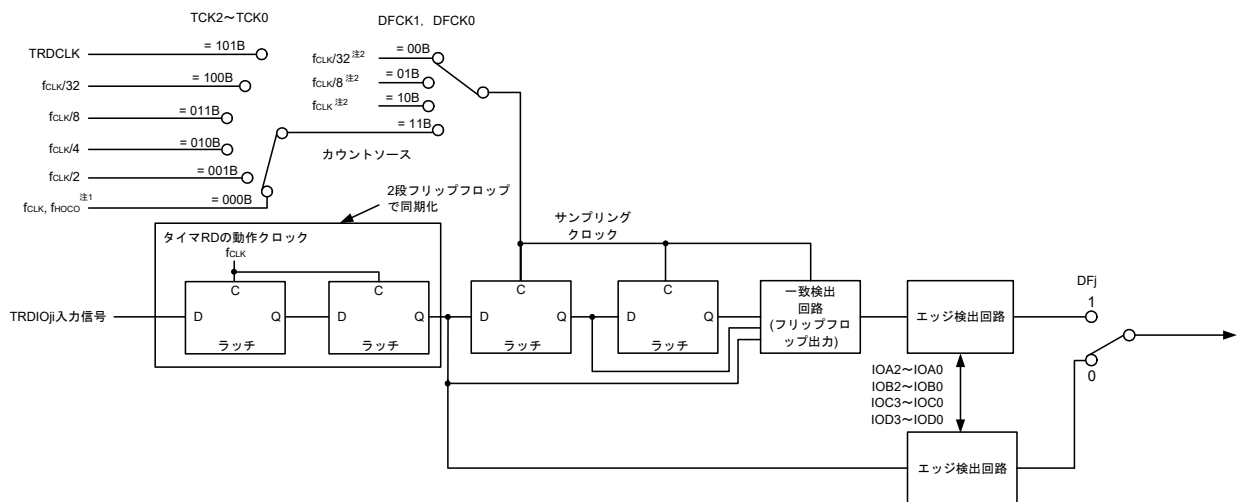 TCK2～TCK0
DFCK1，DFCK0
TRDCLK
= 101B
fCLK/32
= 100B
fCLK/8
= 011B
fCLK/4
= 010B
fCLK/2
= 001B
fCLK, fHOCO 注1
= 000B
fCLK/32 注2
= 00B
fCLK/8 注2
= 01B
fCLK 注2
= 10B
= 11B
カウントソース
2段フリップフロップ
で同期化
タイマRDの動作クロック
fCLK
サンプリング
クロック
TRDIOji入力信号
C
D
Q
ラッチ
C
D
Q
ラッチ
C
D
Q
ラッチ
C
D
Q
ラッチ
一致検出
回路
(フリップフロ
ップ出力)
エッジ検出回路
DFj
1
0
IOA2～IOA0
IOB2～IOB0
IOC3～IOC0
IOD3～IOD0
エッジ検出回路